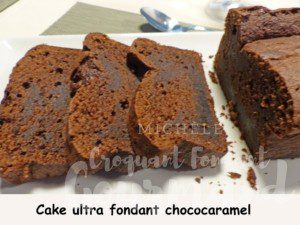 MICHELE
Croquant Fondant
Gourmand
Cake ultra fondant chococaramel